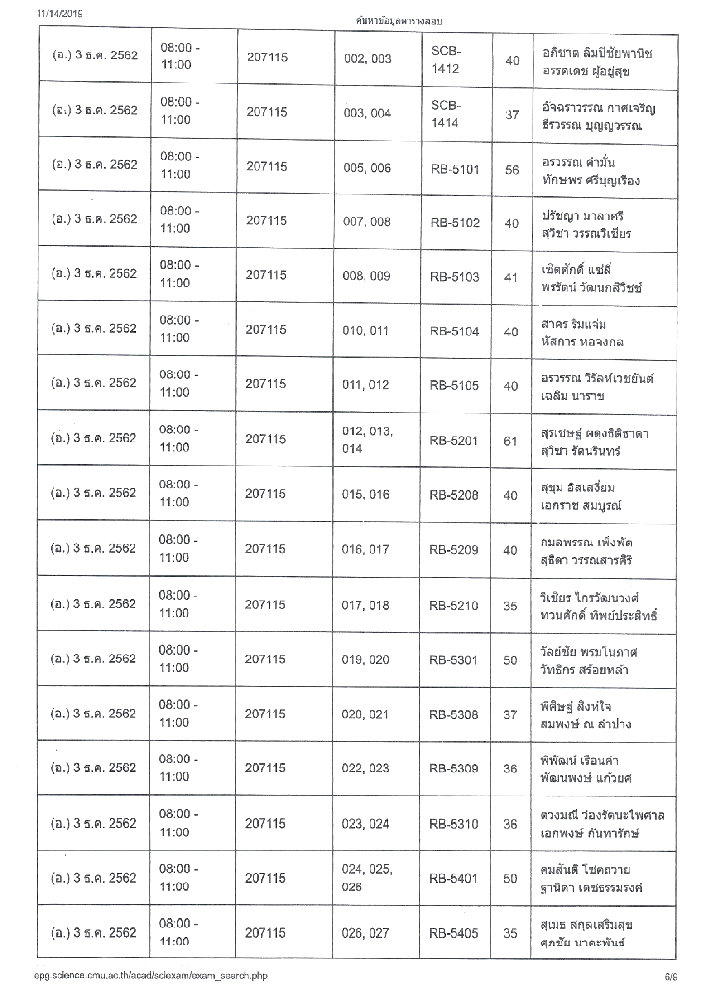 11/14/2019
ค้นหาข้อมูลตารางสอบ
(อ.) 3 ธ.ค. 2562 08:00 - 11:00 207115 002, 003 SCB-1412 40 อภิชาต ลิมปิชัยพานิช
อรรคเดช ผู้อยู่สุข
(อ.) 3 ธ.ค. 2562 08:00 - 11:00 207115 003, 004 SCB-1414 37 อัจฉราวรรณ กาศเจริญ
ธีรวรรณ บุญญวรรณ
(อ.) 3 ธ.ค. 2562 08:00 - 11:00 207115 005, 006 RB-5101 56 อรวรรณ คำมั่น
ทักษพร ศรีบุญเรือง
(อ.) 3 ธ.ค. 2562 08:00 - 11:00 207115 007, 008 RB-5102 40 ปรัชญา มาลาศรี
สุวิชา วรรณวิเชียร
(อ.) 3 ธ.ค. 2562 08:00 - 11:00 207115 008, 009 RB-5103 41 เชิดศักดิ์ แซ่ลี่
พรรัตน์ วัฒนกสิวิชช์
(อ.) 3 ธ.ค. 2562 08:00 - 11:00 207115 010, 011 RB-5104 40 สาคร ริมแจ่ม
หัสการ หอจงกล
(อ.) 3 ธ.ค. 2562 08:00 - 11:00 207115 011, 012 RB-5105 40 อรวรรณ วิรัลห์เวชยันต์
เฉลิม นาราช
(อ.) 3 ธ.ค. 2562 08:00 - 11:00 207115 012, 013, 014 RB-5201 61 สุรเชษฐ์ ผดุงธิติธาดา
สุวิชา รัตนรินทร์
(อ.) 3 ธ.ค. 2562 08:00 - 11:00 207115 015, 016 RB-5208 40 สุขุม อิสเสงี่ยม
เอกราช สมบูรณ์
(อ.) 3 ธ.ค. 2562 08:00 - 11:00 207115 016, 017 RB-5209 40 กมลพรรณ เพ็งพัด
สุธิดา วรรณสารศิริ
(อ.) 3 ธ.ค. 2562 08:00 - 11:00 207115 017, 018 RB-5210 35 วิเชียร ไกรวัฒนวงศ์
ทวนศักดิ์ ทิพย์ประสิทธิ์
(อ.) 3 ธ.ค. 2562 08:00 - 11:00 207115 019, 020 RB-5301 50 วัลย์ชัย พรมโนภาศ
วัทธิกร สร้อยหล้า
(อ.) 3 ธ.ค. 2562 08:00 - 11:00 207115 020, 021 RB-5308 37 พิศิษฐ์ สิงห์ใจ
สมพงษ์ ณ ลำปาง
(อ.) 3 ธ.ค. 2562 08:00 - 11:00 207115 022, 023 RB-5309 36 พิพัฒน์ เรือนคำ
พัฒนพงษ์ แก้วยศ
(อ.) 3 ธ.ค. 2562 08:00 - 11:00 207115 023, 024 RB-5310 36 ดวงมณี ว่องรัตนะไพศาล
เอกพงษ์ กันทารักษ์
(อ.) 3 ธ.ค. 2562 08:00 - 11:00 207115 024, 025, 026 RB-5401 50 คมสันติ โชคถวาย
ฐานิดา เดชธรรมรงค์
(อ.) 3 ธ.ค. 2562 08:00 - 11:00 207115 026, 027 RB-5405 35 สุเมธ สกุลเสริมสุข
ศุภชัย นาคะพันธ์
epg.science.cmu.ac.th/acad/sciexam/exam_search.php 6/9